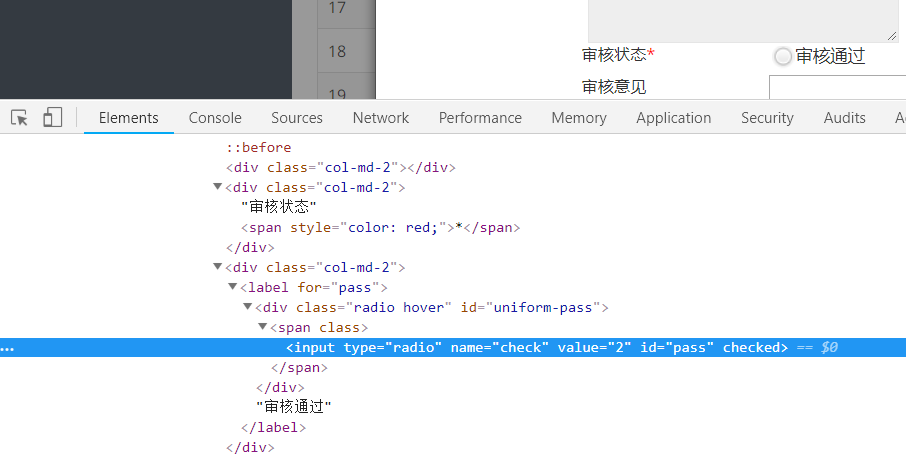 17
18
19
审核状态*
审核通过
审核意见
Elements Console Sources Network Performance Memory Application Security Audits
::before
<div class="col-md-2"></div>
<div class="col-md-2">
"审核状态"
<span style="color: red;">*</span>
</div>
<div class="col-md-2">
<label for="pass">
<div class="radio hover" id="uniform-pass">
<span class>
... <input type="radio" name="check" value="2" id="pass" checked> == $0
</span>
</div>
"审核通过"
</label>
</div>